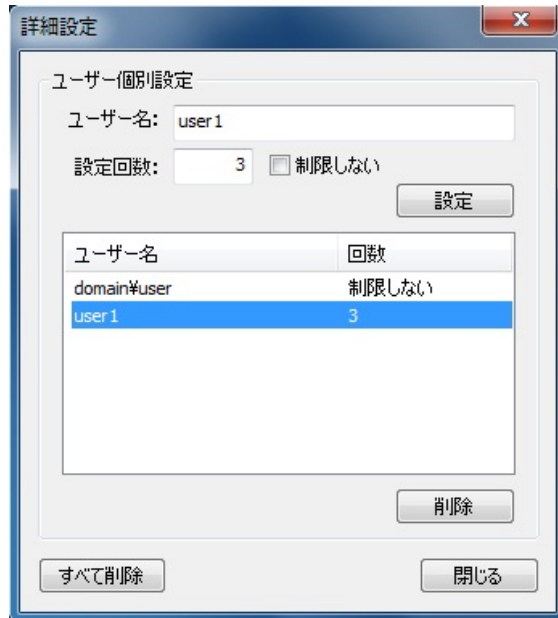 詳細設定
ユーザー個別設定
ユーザー名: user1
設定回数: 3 制限しない
設定
ユーザー名 回数
domain¥user 制限しない
user1 3
削除
すべて削除 閉じる